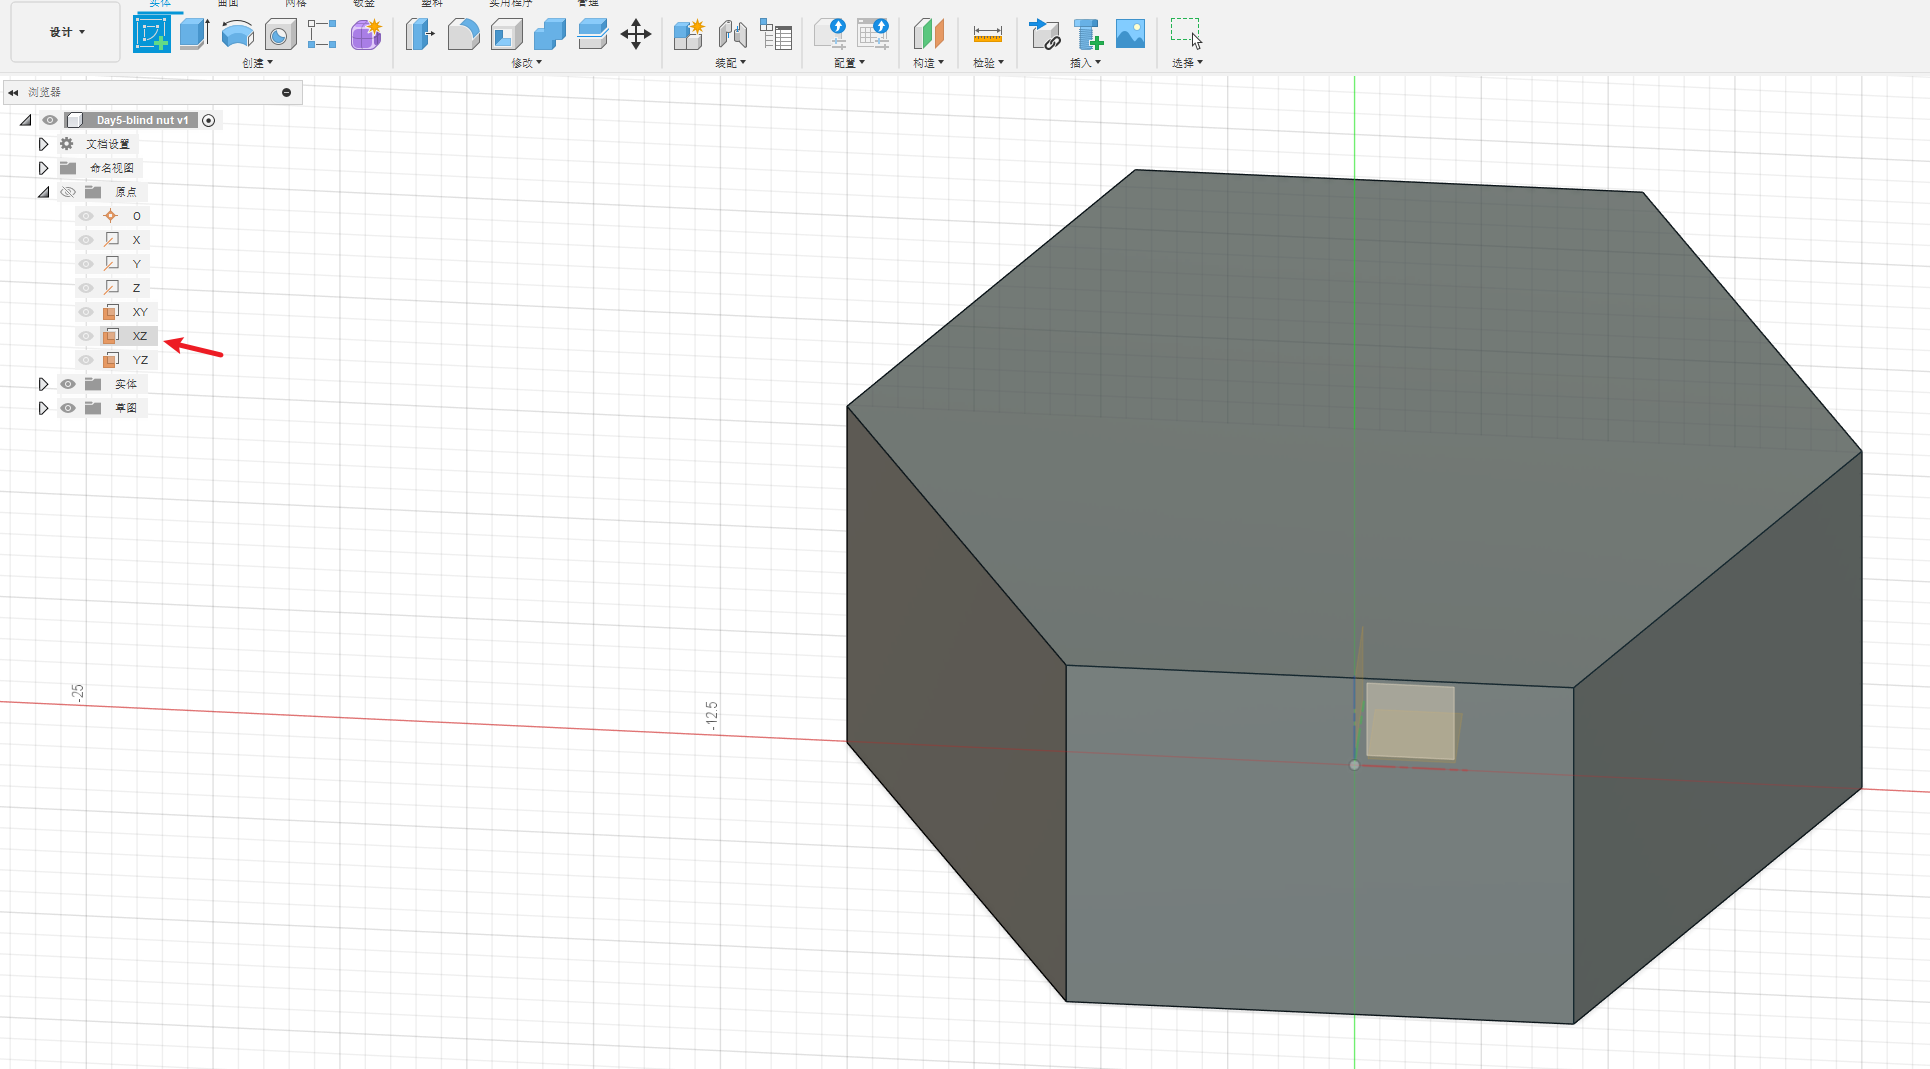 实体 曲面 网格 钣金 塑料 实用程序 管理
设计
创建 修改 装配 配置 构造 检验 插入 选择
浏览器
Day5-blind nut v1
文档设置
命名视图
原点
O
X
Y
Z
XY
XZ
YZ
实体
草图
-25
-12.5